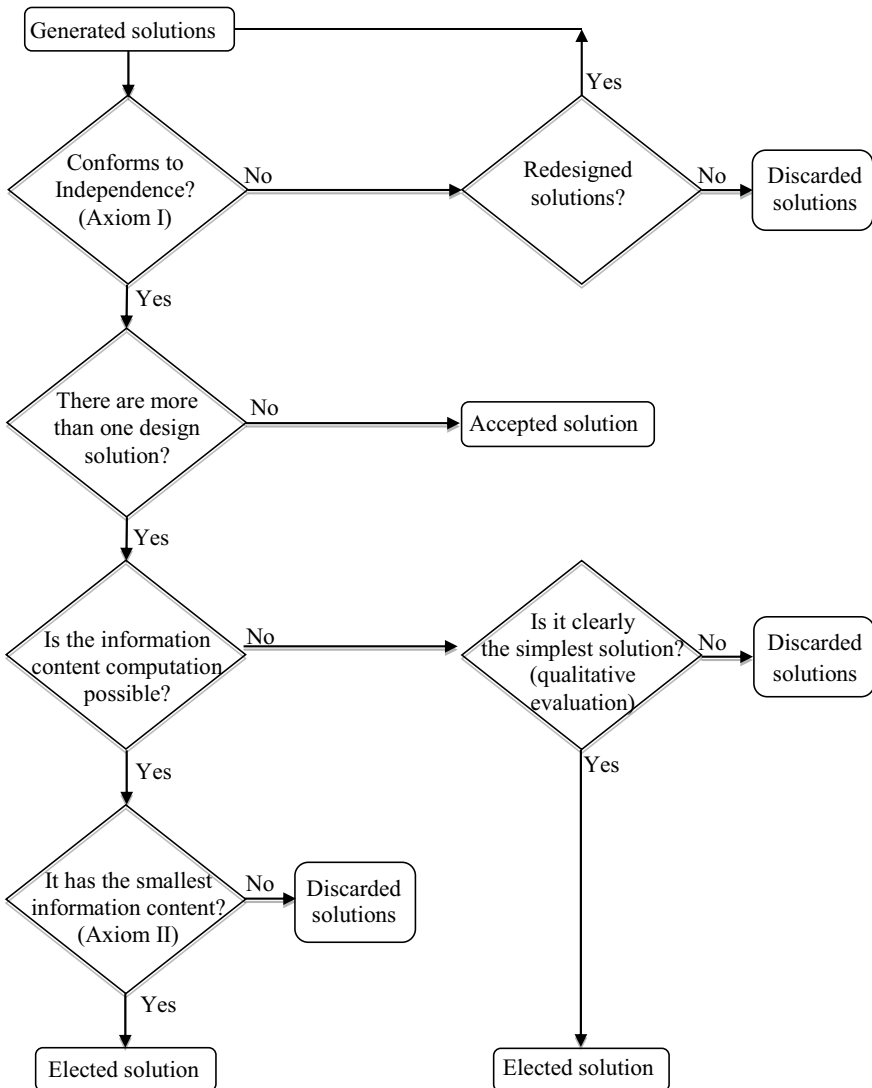 Generated solutions
Yes
Conforms to
Independence?
(Axiom I)
No
Redesigned
solutions?
No
Discarded
solutions
Yes
There are more
than one design
solution?
No
Accepted solution
Yes
Is the information
content computation
possible?
No
Is it clearly
the simplest solution?
(qualitative
evaluation)
No
Discarded
solutions
Yes
Yes
It has the smallest
information content?
(Axiom II)
No
Discarded
solutions
Yes
Elected solution
Elected solution